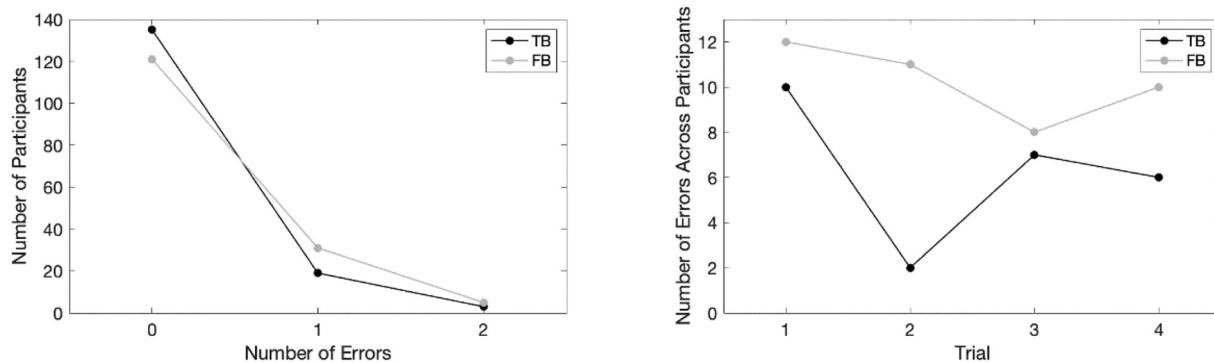 Number of Participants
140
120
100
80
60
40
20
0
0 1 2
Number of Errors
TB
FB
Number of Errors Across Participants
12
10
8
6
4
2
0
1 2 3 4
Trial
TB
FB